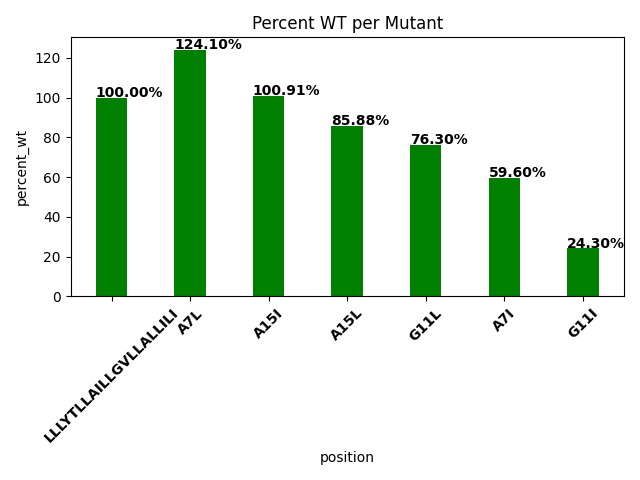 Percent WT per Mutant
percent_wt
120
100
80
60
40
20
0
100.00%
124.10%
100.91%
85.88%
76.30%
59.60%
24.30%
LLLYTLLAILLGVLLALLILI
A7L
A15I
A15L
G11L
A7I
G11I
position